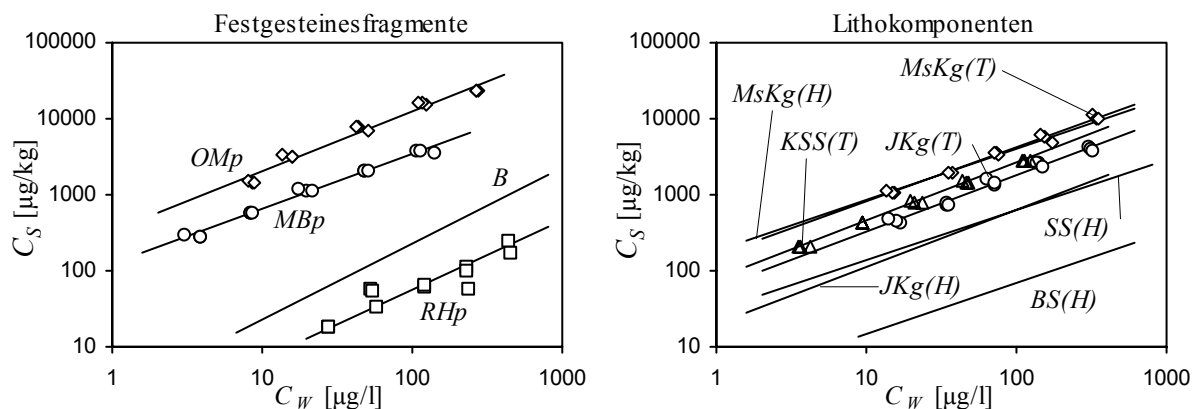 Festgesteinesfragmente
100000
10000
1000
100
10
1
10
100
1000
C_S [µg/kg]
C_W [µg/l]
OMp
MBp
B
RHp
Lithokomponenten
100000
10000
1000
100
10
1
10
100
1000
C_S [µg/kg]
C_W [µg/l]
MsKg(T)
MsKg(H)
KSS(T)
JKg(T)
SS(H)
JKg(H)
BS(H)